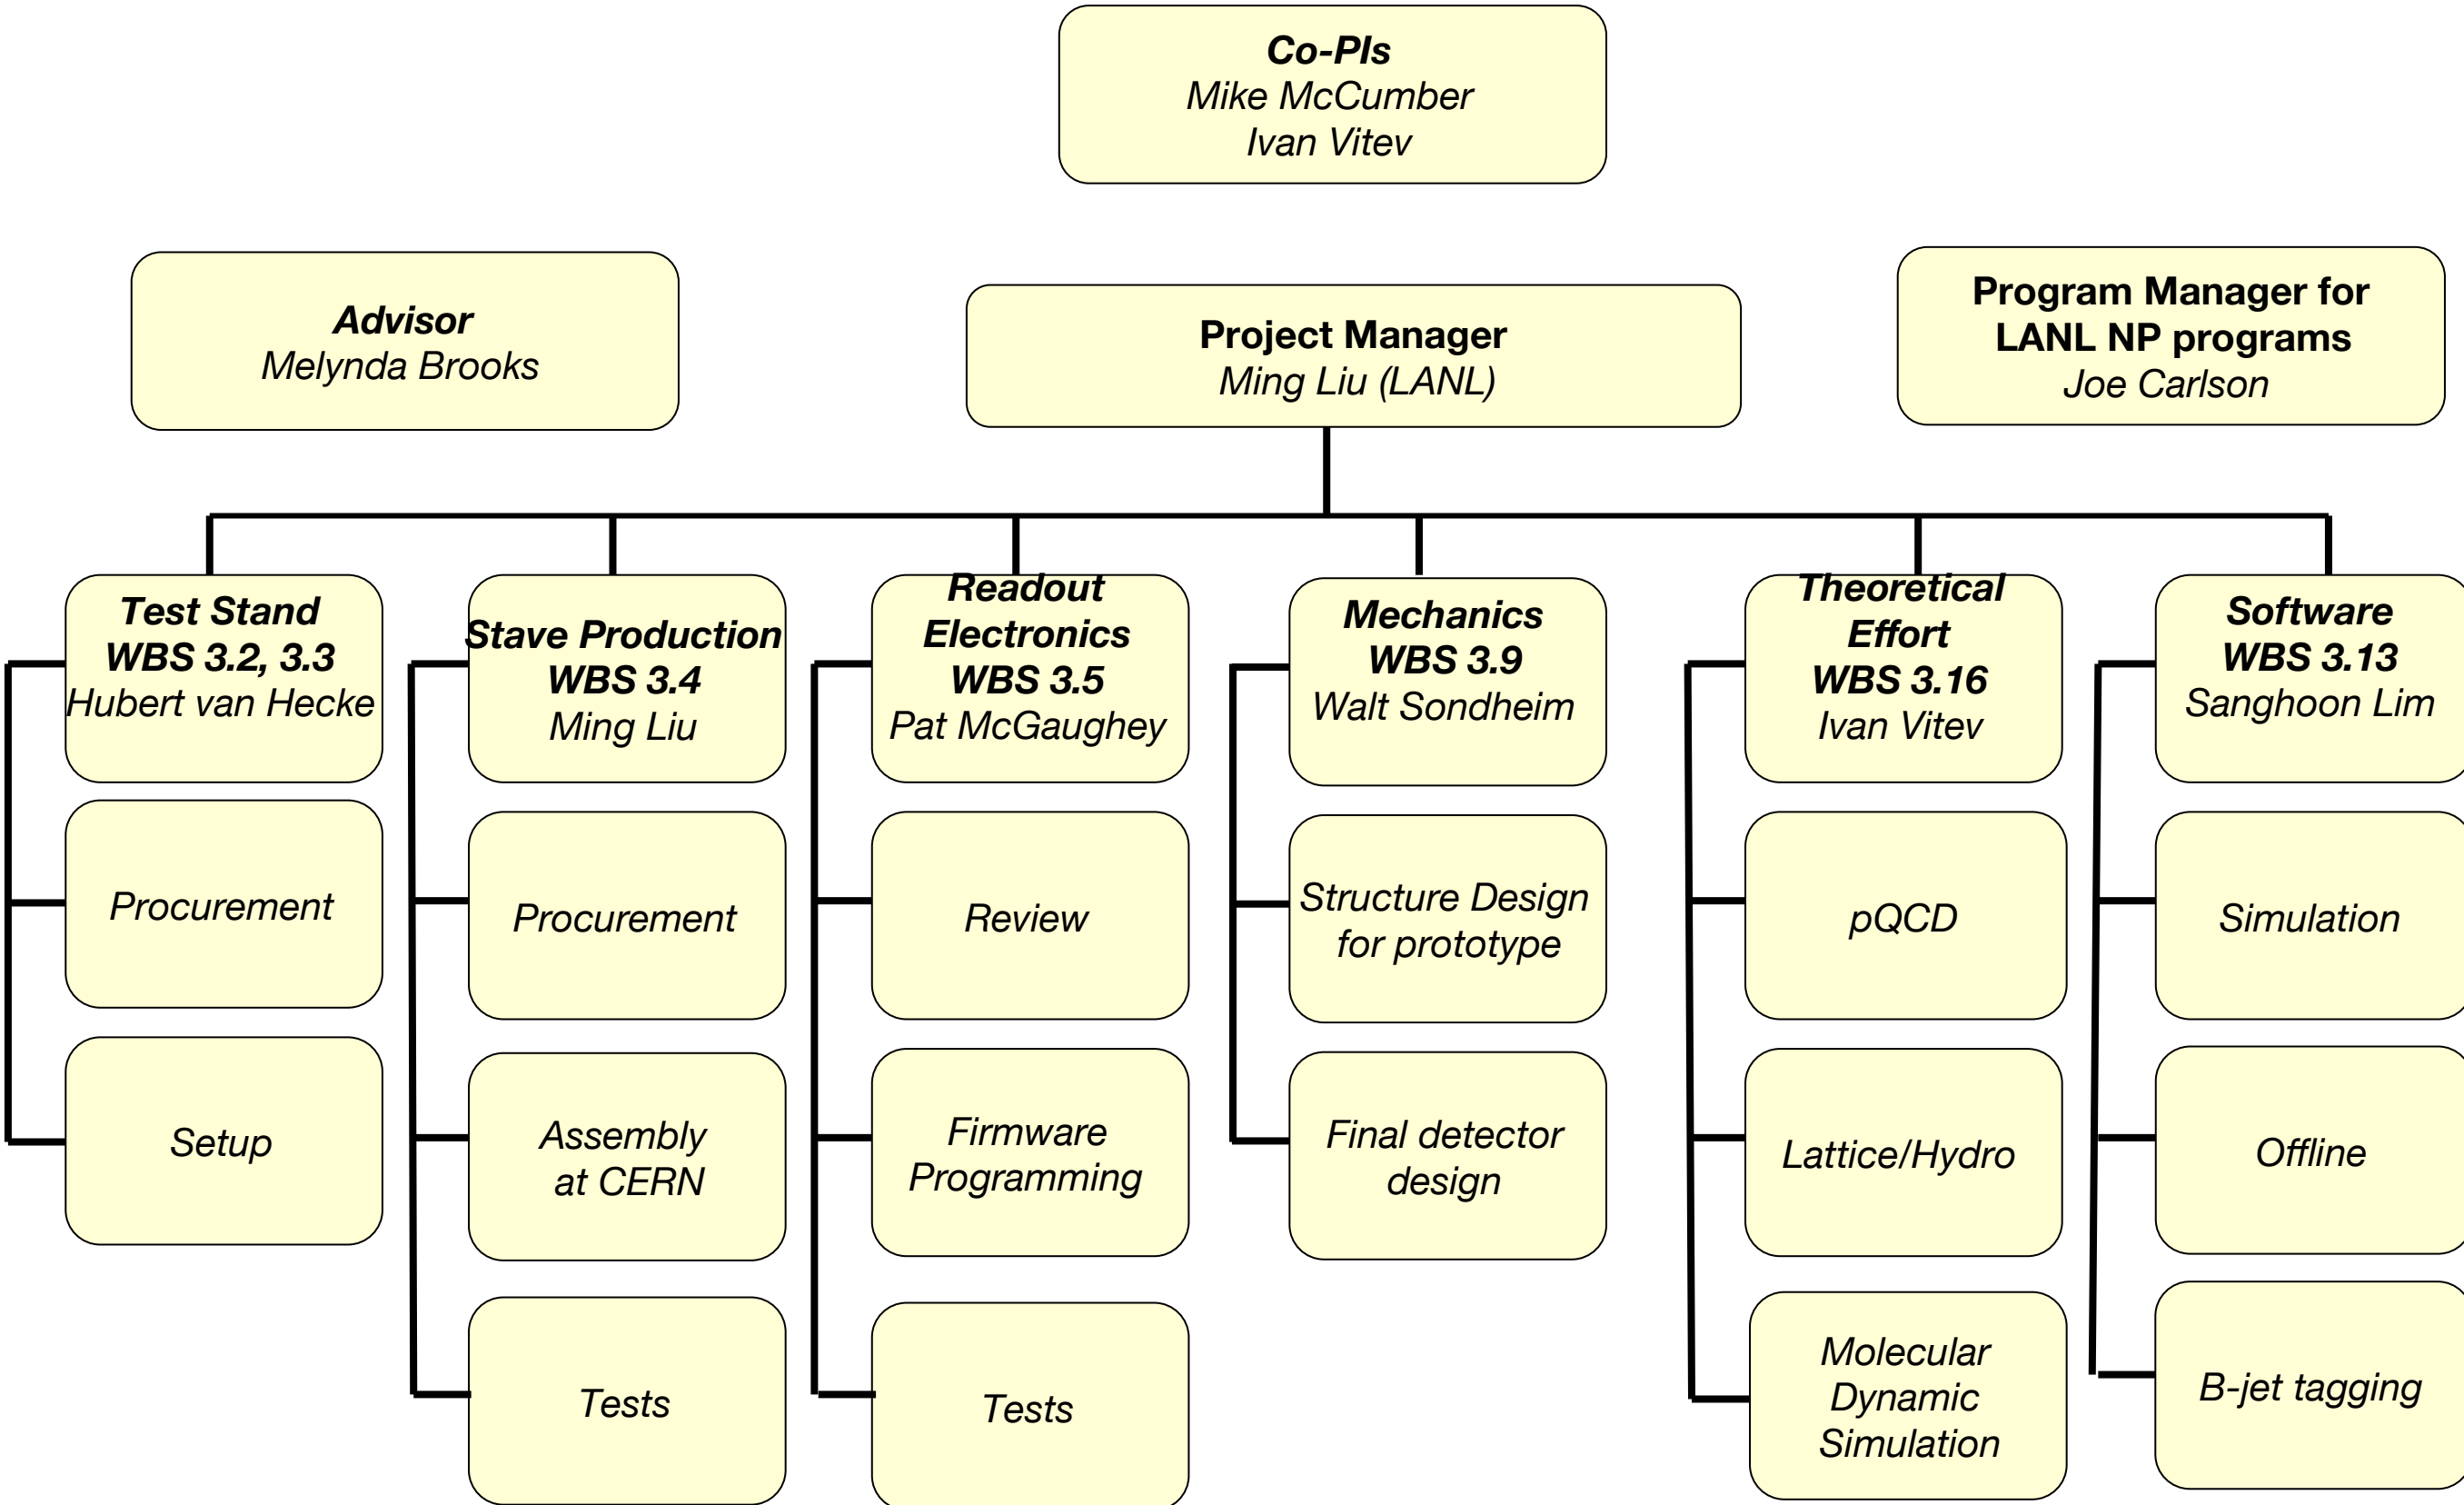 Co-PIs
Mike McCumber
Ivan Vitev
Advisor
Melynda Brooks
Project Manager
Ming Liu (LANL)
Program Manager for
LANL NP programs
Joe Carlson
Test Stand
WBS 3.2, 3.3
Hubert van Hecke
Procurement
Setup
Stave Production
WBS 3.4
Ming Liu
Procurement
Assembly
at CERN
Tests
Readout
Electronics
WBS 3.5
Pat McGaughey
Review
Firmware
Programming
Tests
Mechanics
WBS 3.9
Walt Sondheim
Structure Design
for prototype
Final detector
design
Theoretical
Effort
WBS 3.16
Ivan Vitev
pQCD
Lattice/Hydro
Molecular
Dynamic
Simulation
Software
WBS 3.13
Sanghoon Lim
Simulation
Offline
B-jet tagging